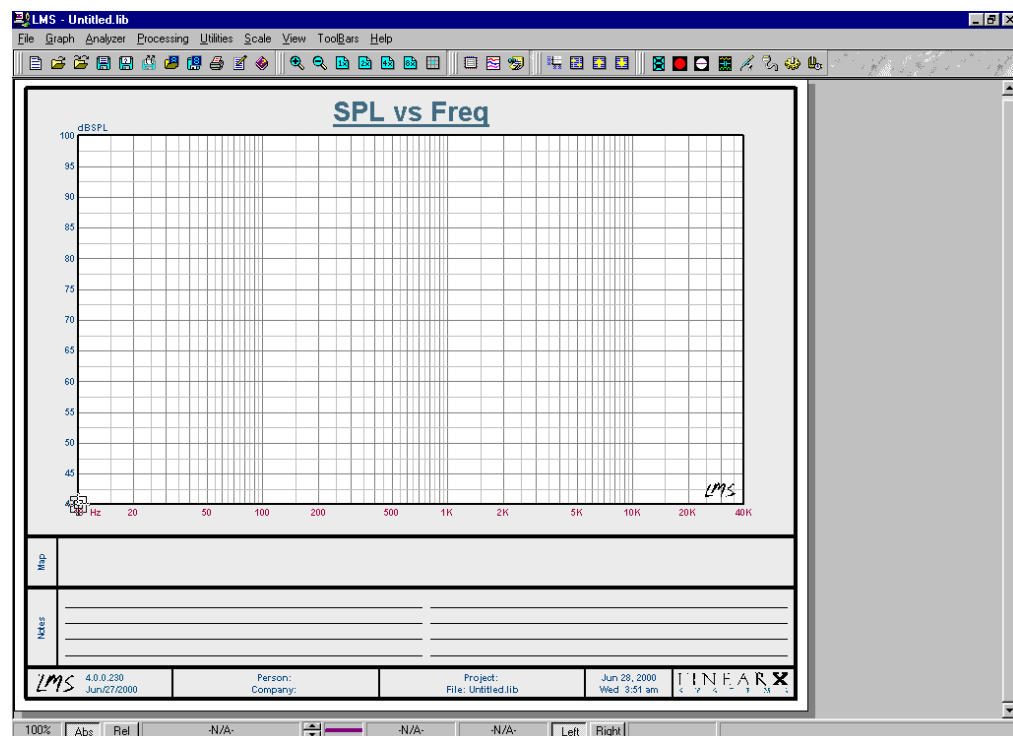 LMS - Untitled.lib
File Graph Analyzer Processing Utilities Scale View ToolBars Help
SPL vs Freq
dBSPL
100
95
90
85
80
75
70
65
60
55
50
45
Hz 20 50 100 200 500 1K 2K 5K 10K 20K 40K
LMS
Map
Notes
LMS
4.0.0.230
Jun/27/2000
Person:
Company:
Project:
File: Untitled.lib
Jun 28, 2000
Wed 3:51 am
LINEAR X
SYSTEMS
100% Abs Rel -N/A- -N/A- -N/A- Left Right